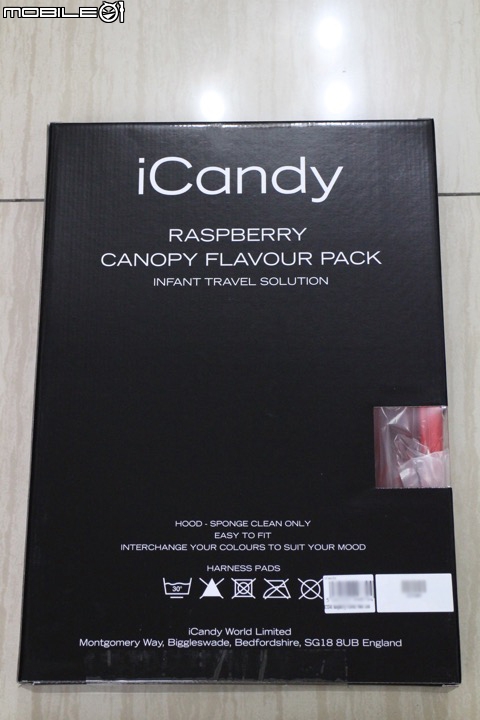 MOBILE01
iCandy
RASPBERRY
CANOPY FLAVOUR PACK
INFANT TRAVEL SOLUTION
HOOD - SPONGE CLEAN ONLY
EASY TO FIT
INTERCHANGE YOUR COLOURS TO SUIT YOUR MOOD
HARNESS PADS
30°
iCandy World Limited
Montgomery Way, Biggleswade, Bedfordshire, SG18 8UB England